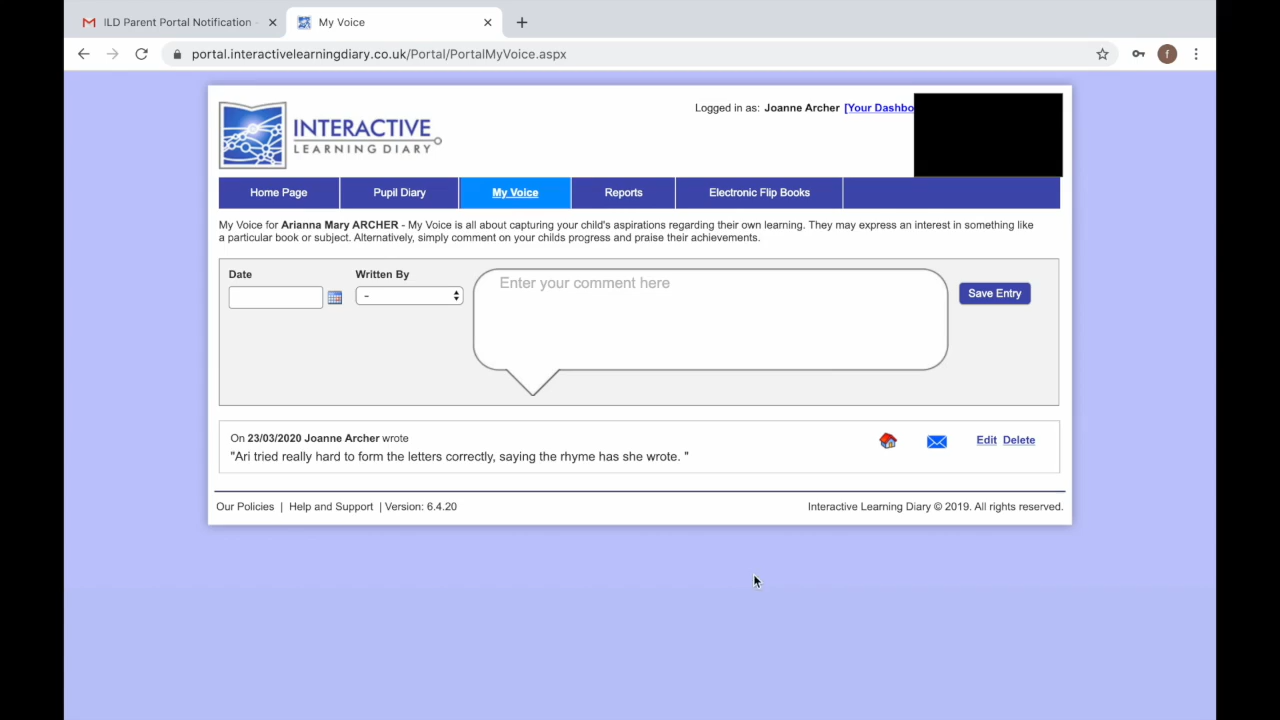 ILD Parent Portal Notification
My Voice
portal.interactivelearningdiary.co.uk/Portal/PortalMyVoice.aspx
f
Logged in as: Joanne Archer [Your Dashbo
INTERACTIVE
LEARNING DIARY
Home Page
Pupil Diary
My Voice
Reports
Electronic Flip Books
My Voice for Arianna Mary ARCHER - My Voice is all about capturing your child's aspirations regarding their own learning. They may express an interest in something like
a particular book or subject. Alternatively, simply comment on your childs progress and praise their achievements.
Date
Written By
Enter your comment here
-
Save Entry
On 23/03/2020 Joanne Archer wrote
Edit Delete
"Ari tried really hard to form the letters correctly, saying the rhyme has she wrote. "
Our Policies | Help and Support | Version: 6.4.20
Interactive Learning Diary © 2019. All rights reserved.